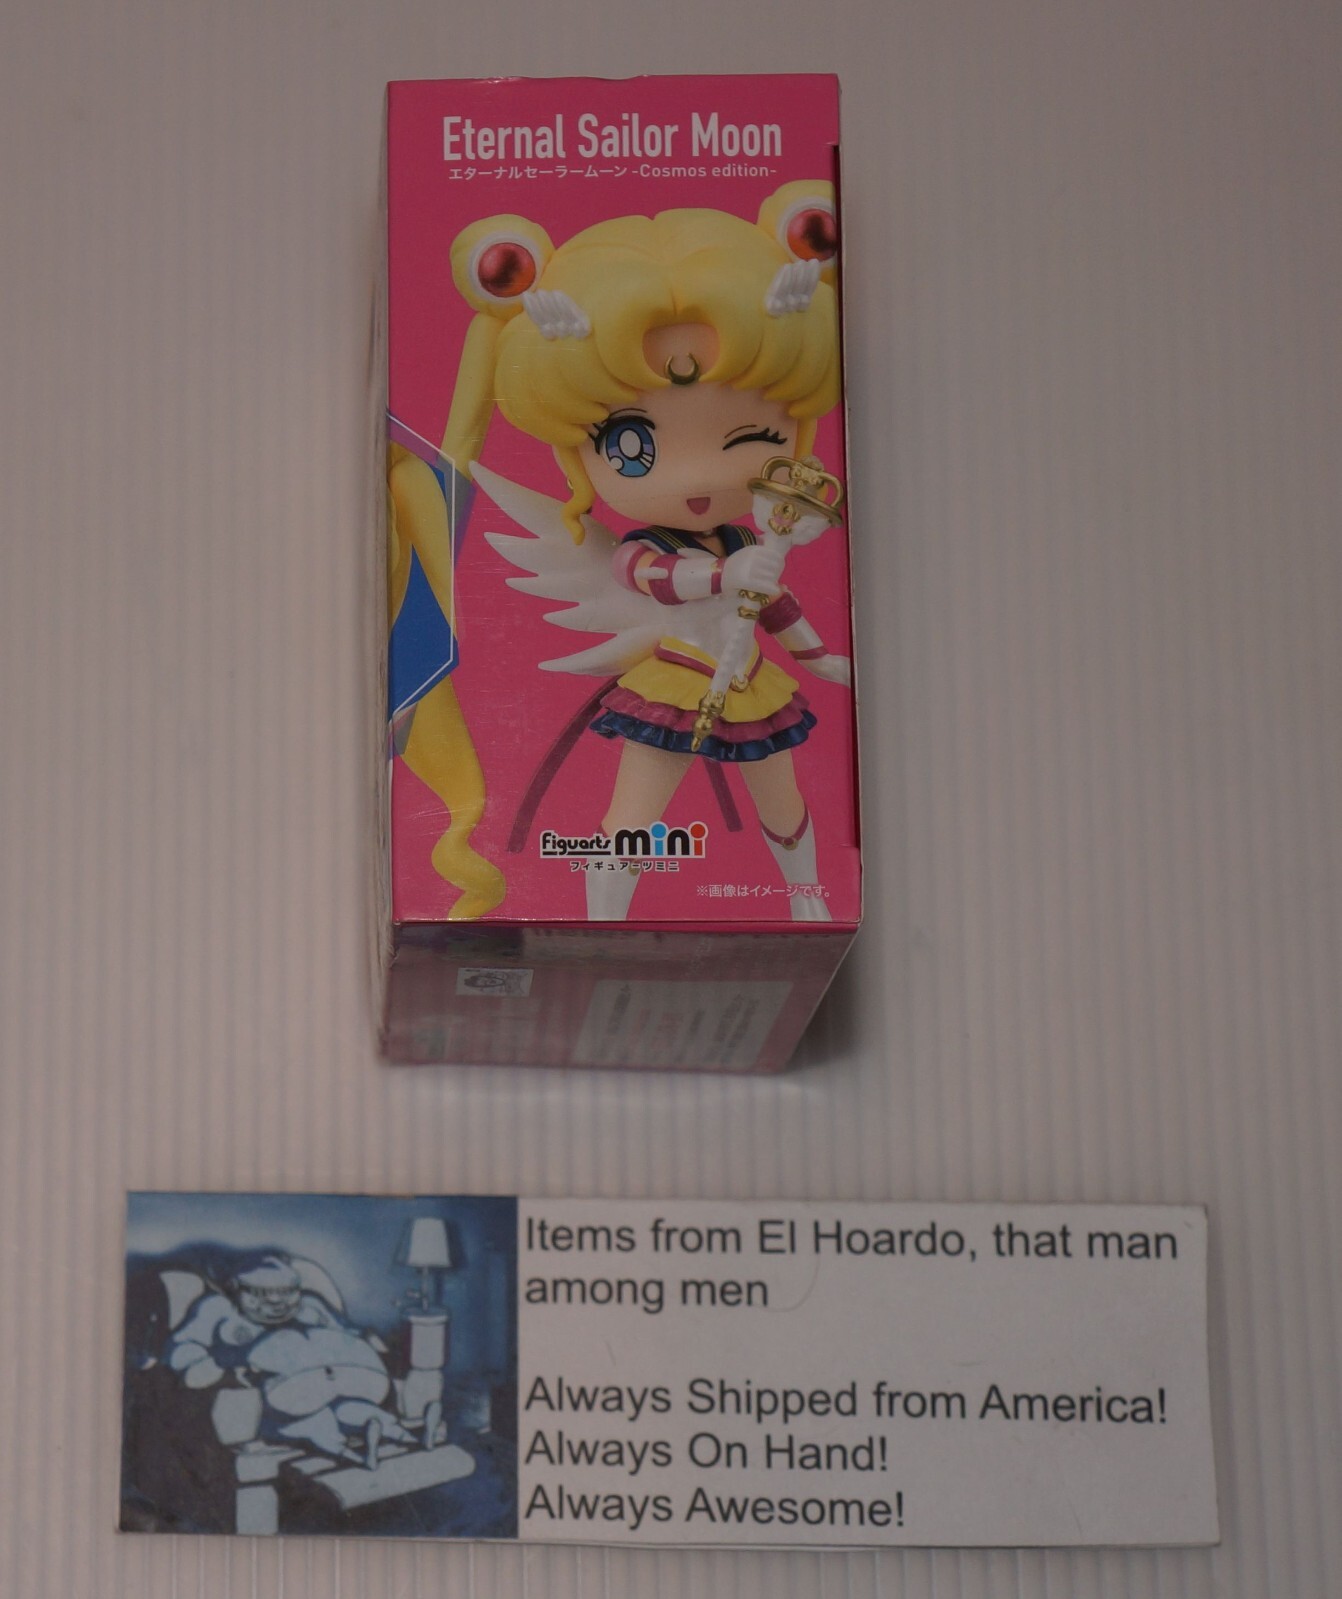 Eternal Sailor Moon
エターナルセーラームーン -Cosmos edition-
Figuarts mini
フィギュアーツミニ
※画像はイメージです。
Items from El Hoardo, that man
among men
Always Shipped from America!
Always On Hand!
Always Awesome!